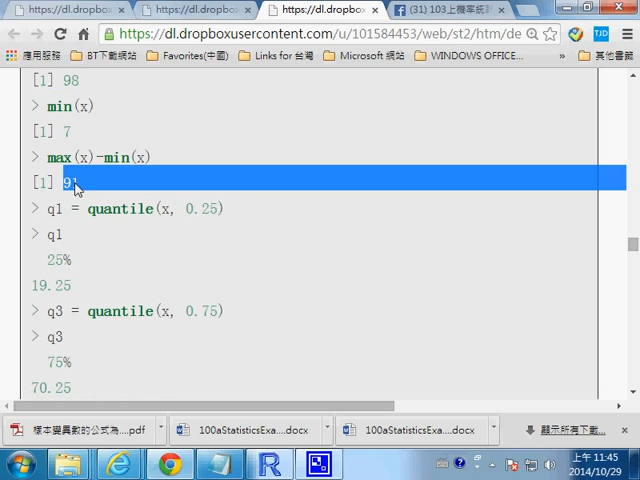 https://dl.dropboxusercon
https://dl.dropboxusercon
https://dl.dropboxusercon
(31) 103上機率統計
https://dl.dropboxusercontent.com/u/101584453/web/st2/htm/de
應用服務
BT下載網站
Favorites(中國)
Links for 台灣
Microsoft 網站
WINDOWS OFFICE...
其他書籤
[1] 98
> min(x)
[1] 7
> max(x)-min(x)
[1] 91
> q1 = quantile(x, 0.25)
> q1
25%
19.25
> q3 = quantile(x, 0.75)
> q3
75%
70.25
樣本變異數的公式為....pdf
100aStatisticsExa....docx
100aStatisticsExa....docx
顯示所有下載...
上午 11:45
2014/10/29